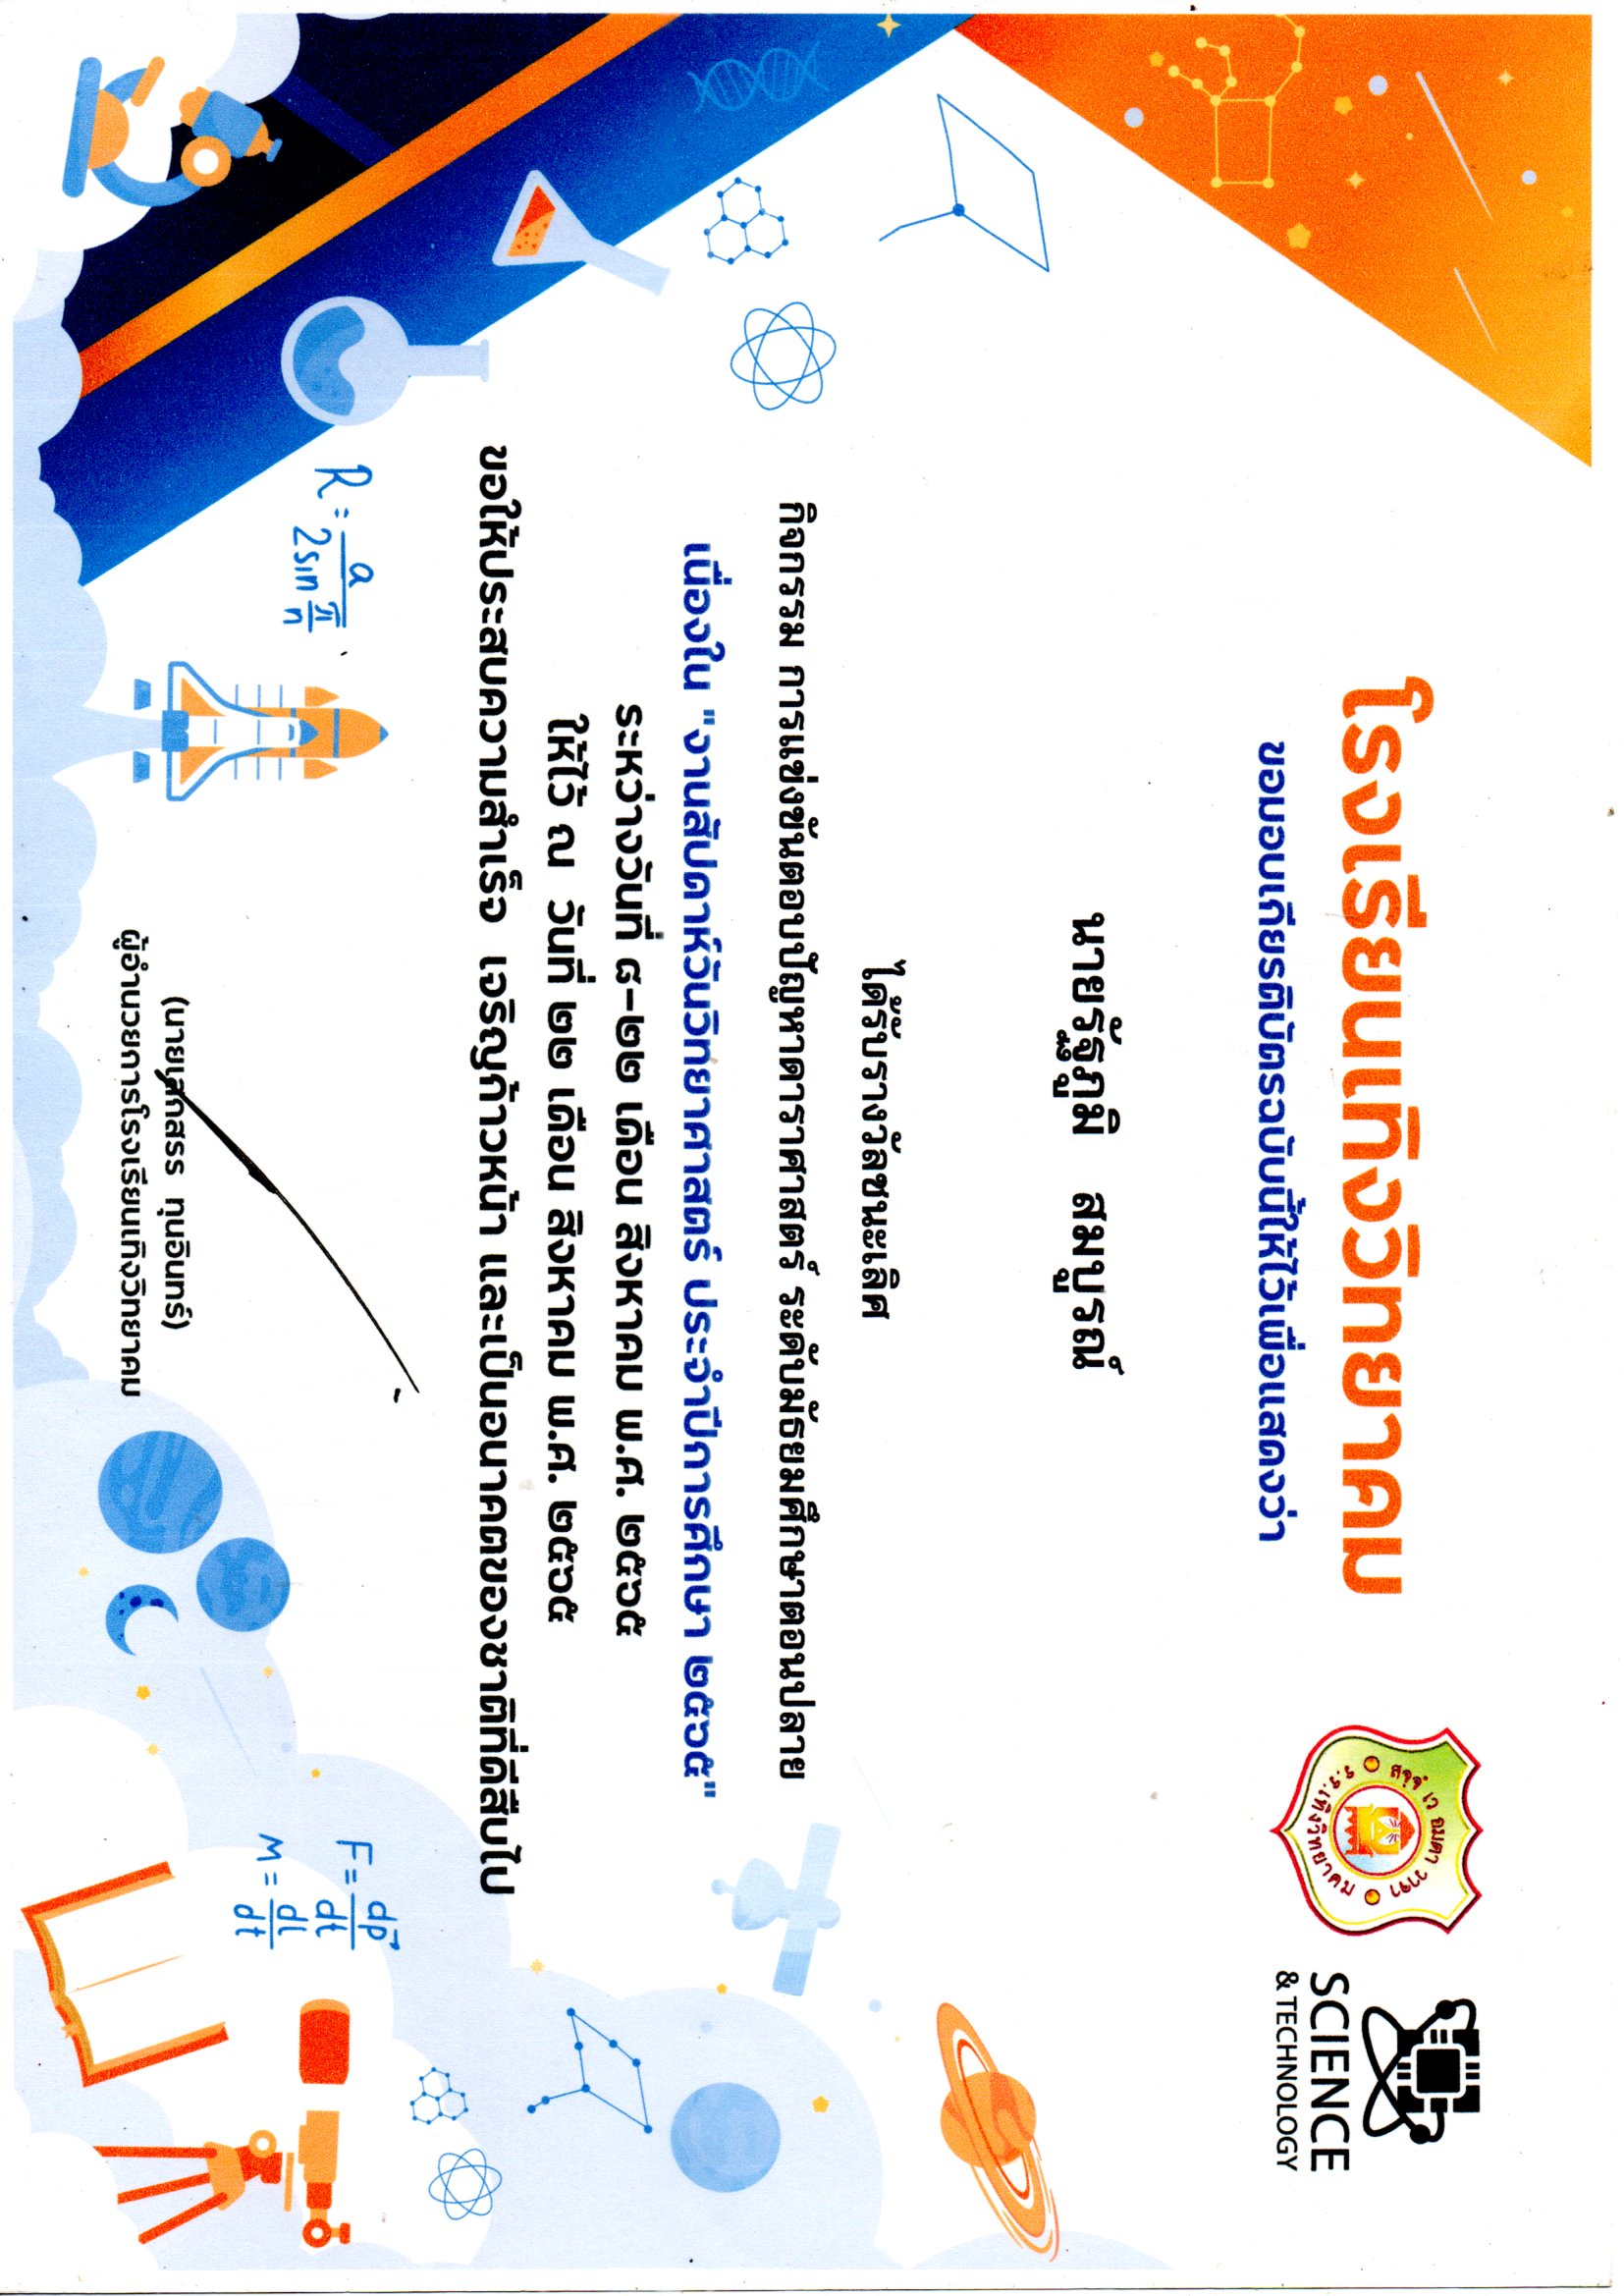 โรงเรียนเทิงวิทยาคม
สจฺจํ เว อมตา วาจา
ร.ร.เทิงวิทยาคม
SCIENCE
& TECHNOLOGY
ขอมอบเกียรติบัตรฉบับนี้ให้ไว้เพื่อแสดงว่า
นายรัฐภูมิ สมบูรณ์
ได้รับรางวัลชนะเลิศ
กิจกรรม การแข่งขันตอบปัญหาดาราศาสตร์ ระดับมัธยมศึกษาตอนปลาย
เนื่องใน "งานสัปดาห์วันวิทยาศาสตร์ ประจำปีการศึกษา ๒๕๖๕"
ระหว่างวันที่ ๘-๒๒ เดือน สิงหาคม พ.ศ. ๒๕๖๕
ให้ไว้ ณ วันที่ ๒๒ เดือน สิงหาคม พ.ศ. ๒๕๖๕
ขอให้ประสบความสำเร็จ เจริญก้าวหน้า และเป็นอนาคตของชาติที่ดีสืบไป
R = a / 2 sin π/n
F = dp⃗/dt
M = dl/dt
(นายเสกสรร ทุนอินทร์)
ผู้อำนวยการโรงเรียนเทิงวิทยาคม